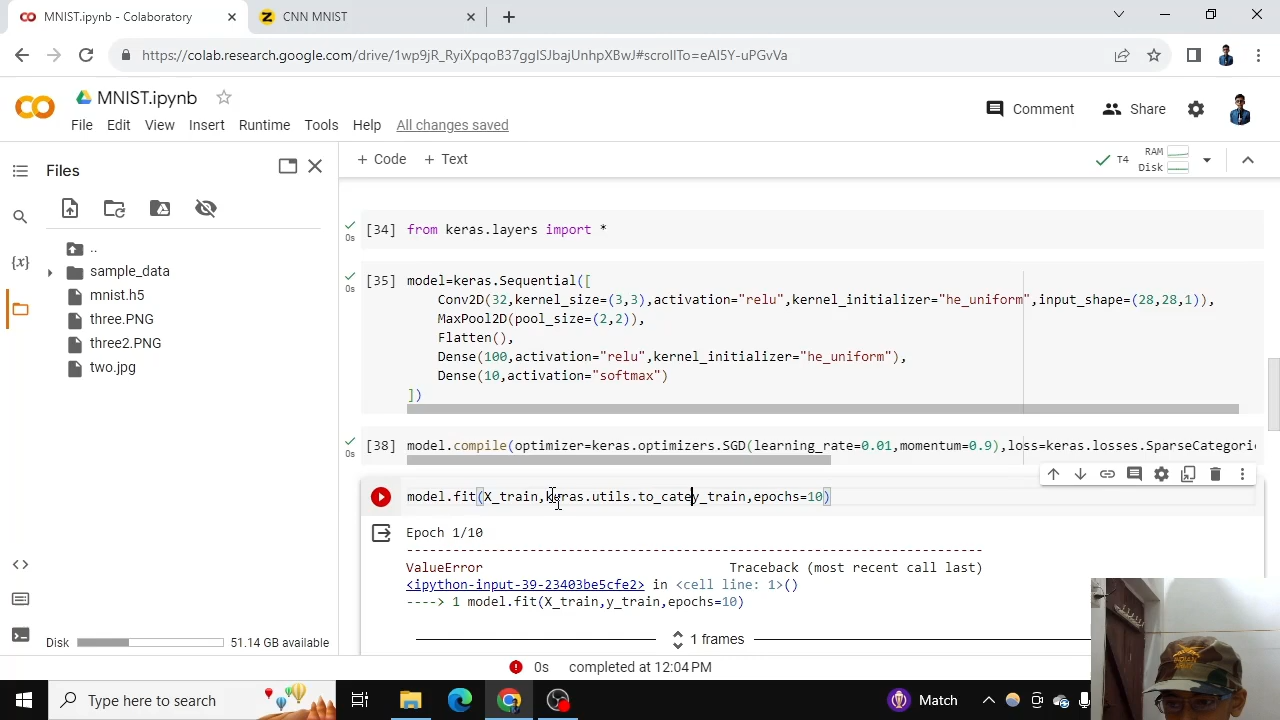 MNIST.ipynb - Colaboratory
CNN MNIST
https://colab.research.google.com/drive/1wp9jR_RyiXpqoB37ggISJbajUnhpXBwJ#scrollTo=eAI5Y-uPGvVa
MNIST.ipynb
Comment
Share
File Edit View Insert Runtime Tools Help All changes saved
Files
+ Code + Text
RAM
Disk
T4
..
sample_data
mnist.h5
three.PNG
three2.PNG
two.jpg
Disk 51.14 GB available
0s
[34] from keras.layers import *
0s
[35] model=keras.Sequential([
Conv2D(32,kernel_size=(3,3),activation="relu",kernel_initializer="he_uniform",input_shape=(28,28,1)),
MaxPool2D(pool_size=(2,2)),
Flatten(),
Dense(100,activation="relu",kernel_initializer="he_uniform"),
Dense(10,activation="softmax")
])
0s
[38] model.compile(optimizer=keras.optimizers.SGD(learning_rate=0.01,momentum=0.9),loss=keras.losses.SparseCategori
model.fit(X_train,keras.utils.to_catey_train,epochs=10)
Epoch 1/10
---------------------------------------------------------------------------
ValueError Traceback (most recent call last)
<ipython-input-39-23403be5cfe2> in <cell line: 1>()
----> 1 model.fit(X_train,y_train,epochs=10)
1 frames
0s completed at 12:04 PM
Type here to search
Match